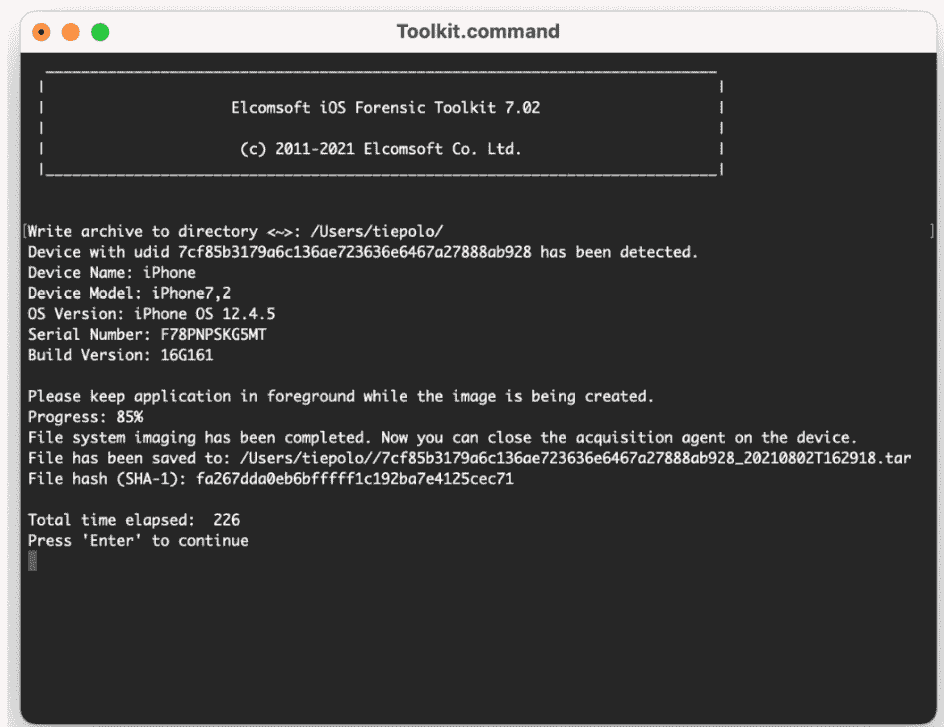 Toolkit.command
Elcomsoft iOS Forensic Toolkit 7.02
(c) 2011-2021 Elcomsoft Co. Ltd.
[Write archive to directory <~>: /Users/tiepolo/ ]
Device with udid 7cf85b3179a6c136ae723636e6467a27888ab928 has been detected.
Device Name: iPhone
Device Model: iPhone7,2
OS Version: iPhone OS 12.4.5
Serial Number: F78PNPSKG5MT
Build Version: 16G161
Please keep application in foreground while the image is being created.
Progress: 85%
File system imaging has been completed. Now you can close the acquisition agent on the device.
File has been saved to: /Users/tiepolo//7cf85b3179a6c136ae723636e6467a27888ab928_20210802T162918.tar
File hash (SHA-1): fa267dda0eb6bfffff1c192ba7e4125cec71
Total time elapsed:  226
Press 'Enter' to continue